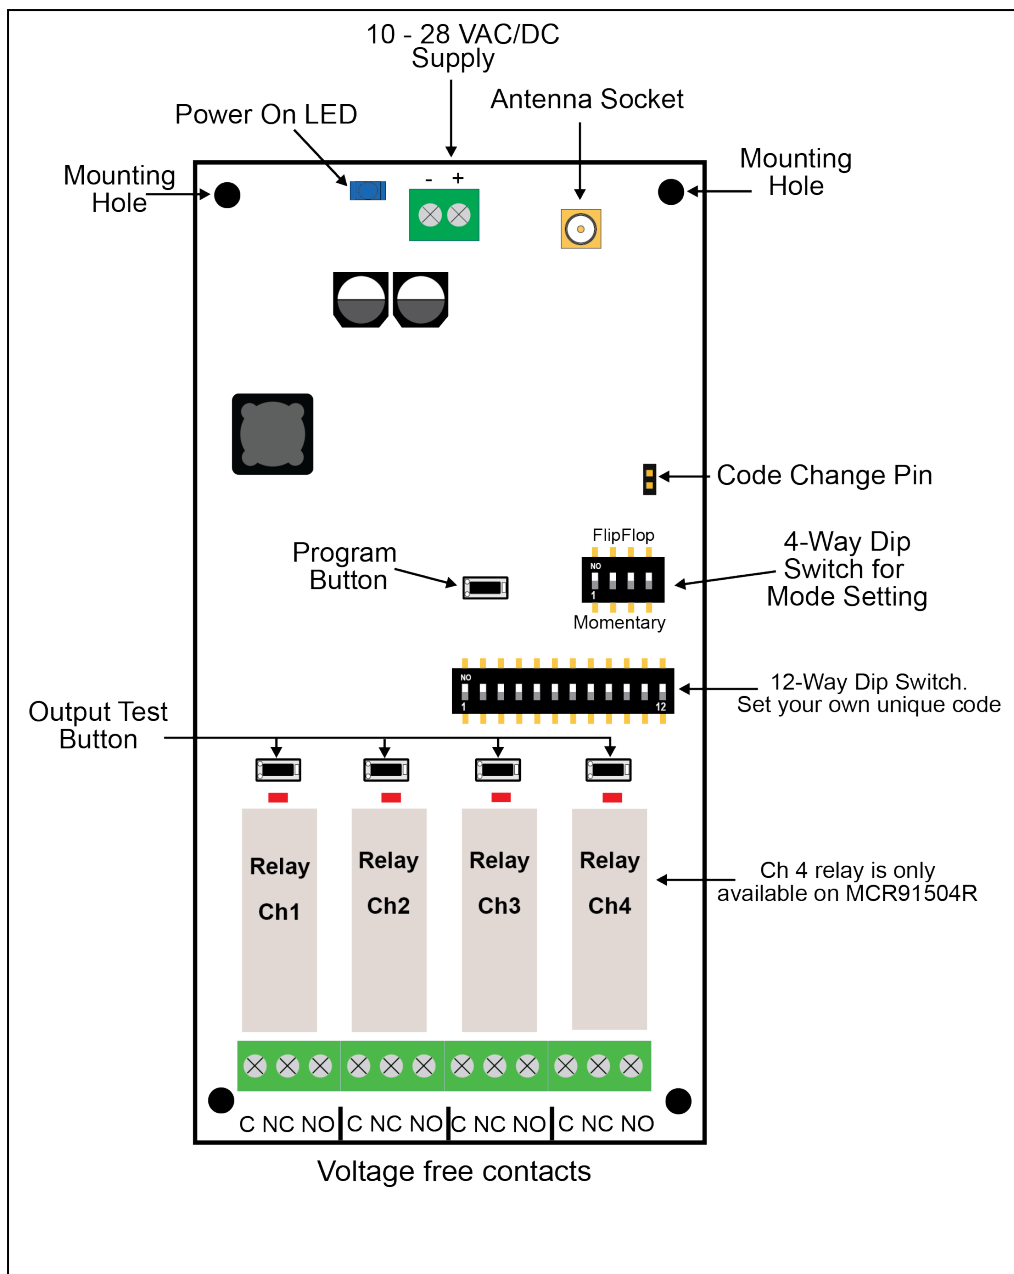 10 - 28 VAC/DC
Supply
Antenna Socket
Power On LED
Mounting
Hole
Mounting
Hole
- +
Code Change Pin
FlipFlop
4-Way Dip
Switch for
Mode Setting
NO
1
Momentary
Program
Button
NO
1 12
12-Way Dip Switch.
Set your own unique code
Output Test
Button
Relay
Ch1
Relay
Ch2
Relay
Ch3
Relay
Ch4
Ch 4 relay is only
available on MCR91504R
C NC NO C NC NO C NC NO C NC NO
Voltage free contacts